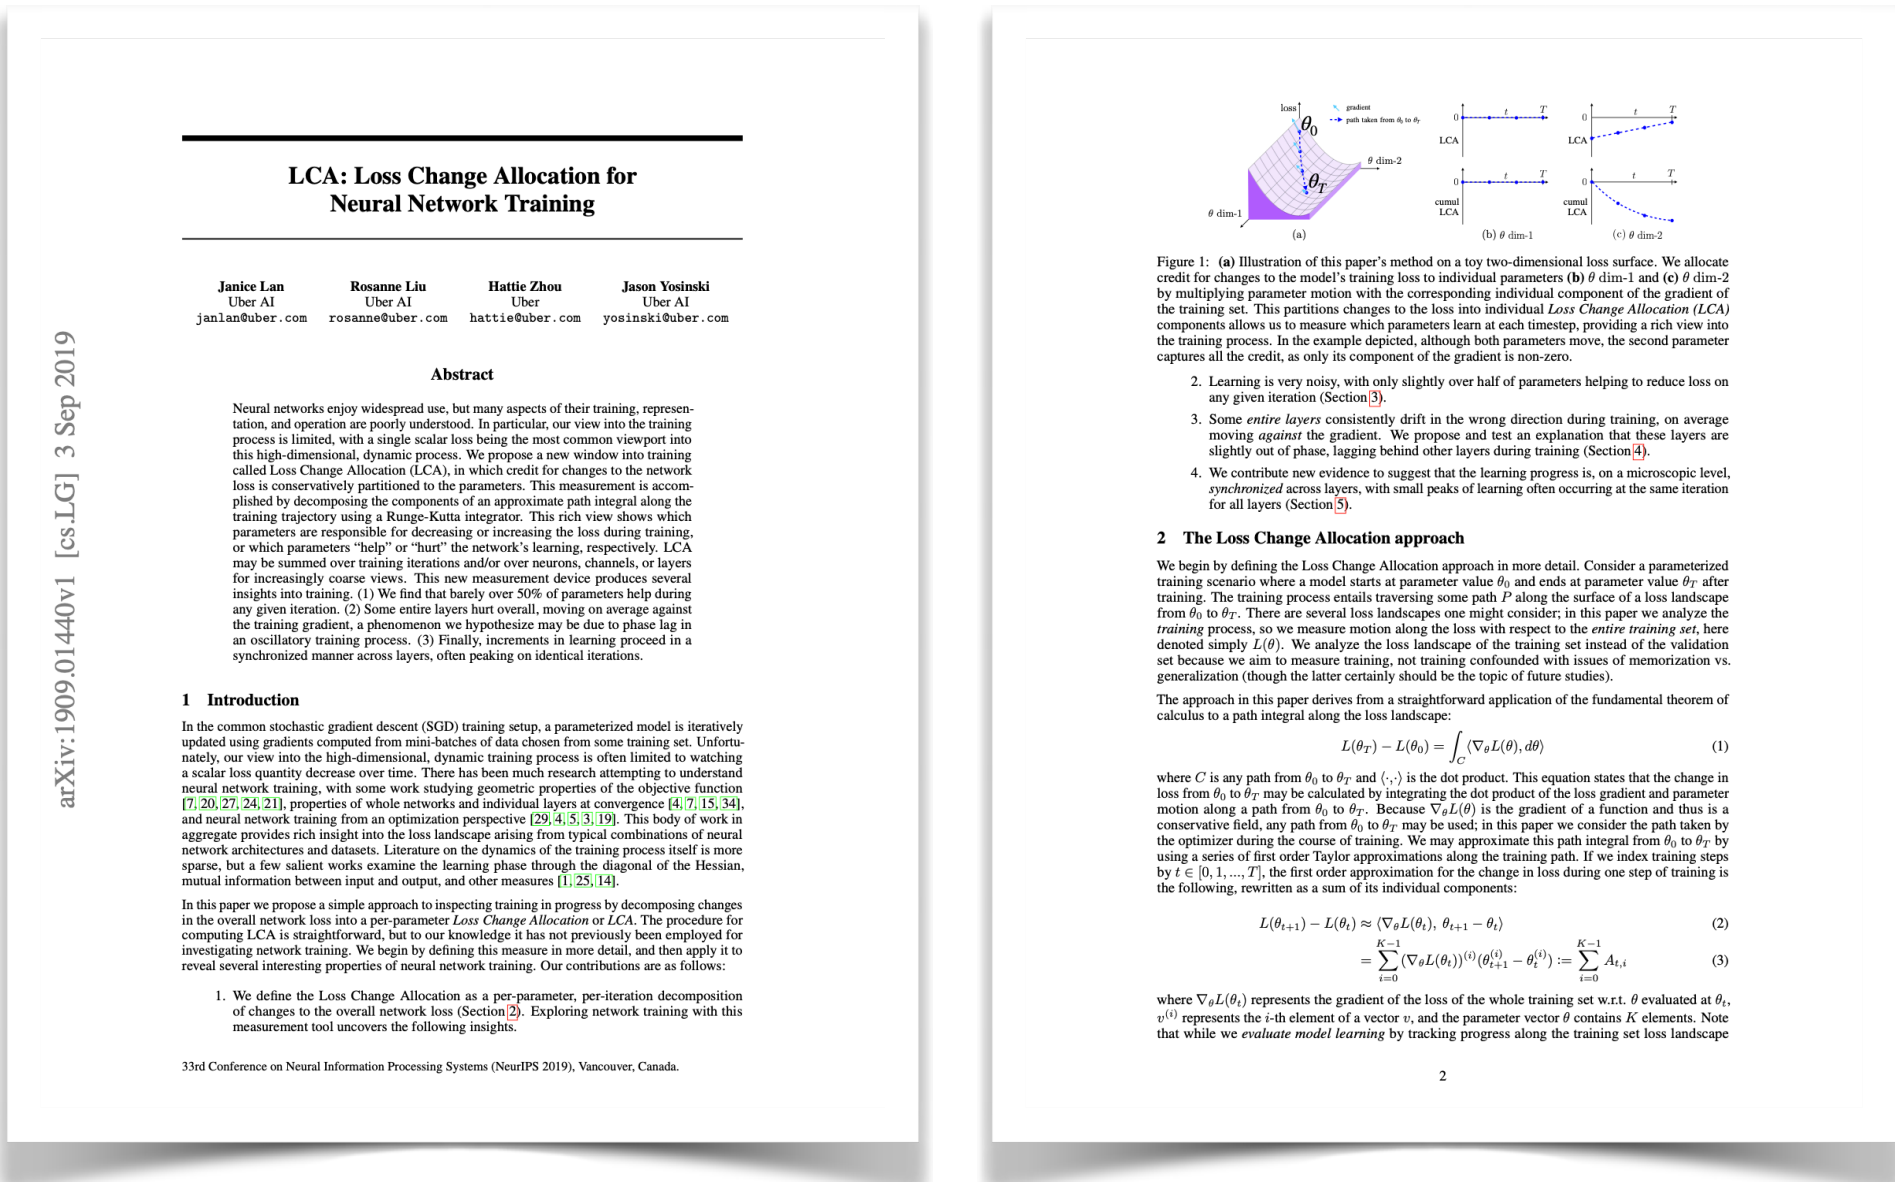 arXiv:1909.01440v1 [cs.LG] 3 Sep 2019
LCA: Loss Change Allocation for
Neural Network Training
Janice Lan
Uber AI
janlan@uber.com
Rosanne Liu
Uber AI
rosanne@uber.com
Hattie Zhou
Uber
hattie@uber.com
Jason Yosinski
Uber AI
yosinski@uber.com
Abstract
Neural networks enjoy widespread use, but many aspects of their training, represen-
tation, and operation are poorly understood. In particular, our view into the training
process is limited, with a single scalar loss being the most common viewport into
this high-dimensional, dynamic process. We propose a new window into training
called Loss Change Allocation (LCA), in which credit for changes to the network
loss is conservatively partitioned to the parameters. This measurement is accom-
plished by decomposing the components of an approximate path integral along the
training trajectory using a Runge-Kutta integrator. This rich view shows which
parameters are responsible for decreasing or increasing the loss during training,
or which parameters “help” or “hurt” the network’s learning, respectively. LCA
may be summed over training iterations and/or over neurons, channels, or layers
for increasingly coarse views. This new measurement device produces several
insights into training. (1) We find that barely over 50% of parameters help during
any given iteration. (2) Some entire layers hurt overall, moving on average against
the training gradient, a phenomenon we hypothesize may be due to phase lag in
an oscillatory training process. (3) Finally, increments in learning proceed in a
synchronized manner across layers, often peaking on identical iterations.
1 Introduction
In the common stochastic gradient descent (SGD) training setup, a parameterized model is iteratively
updated using gradients computed from mini-batches of data chosen from some training set. Unfortu-
nately, our view into the high-dimensional, dynamic training process is often limited to watching
a scalar loss quantity decrease over time. There has been much research attempting to understand
neural network training, with some work studying geometric properties of the objective function
[7, 20, 27, 24, 21], properties of whole networks and individual layers at convergence [4, 7, 15, 34],
and neural network training from an optimization perspective [29, 4, 5, 3, 19]. This body of work in
aggregate provides rich insight into the loss landscape arising from typical combinations of neural
network architectures and datasets. Literature on the dynamics of the training process itself is more
sparse, but a few salient works examine the learning phase through the diagonal of the Hessian,
mutual information between input and output, and other measures [1, 25, 14].
In this paper we propose a simple approach to inspecting training in progress by decomposing changes
in the overall network loss into a per-parameter Loss Change Allocation or LCA. The procedure for
computing LCA is straightforward, but to our knowledge it has not previously been employed for
investigating network training. We begin by defining this measure in more detail, and then apply it to
reveal several interesting properties of neural network training. Our contributions are as follows:
1. We define the Loss Change Allocation as a per-parameter, per-iteration decomposition
of changes to the overall network loss (Section 2). Exploring network training with this
measurement tool uncovers the following insights.
33rd Conference on Neural Information Processing Systems (NeurIPS 2019), Vancouver, Canada.
loss
gradient
path taken from θ₀ to θ_T
θ₀
θ_T
θ dim-2
θ dim-1
(a)
t T
0
LCA
t T
0
cumul
LCA
(b) θ dim-1
t T
0
LCA
t T
0
cumul
LCA
(c) θ dim-2
Figure 1: (a) Illustration of this paper’s method on a toy two-dimensional loss surface. We allocate
credit for changes to the model’s training loss to individual parameters (b) θ dim-1 and (c) θ dim-2
by multiplying parameter motion with the corresponding individual component of the gradient of
the training set. This partitions changes to the loss into individual Loss Change Allocation (LCA)
components allows us to measure which parameters learn at each timestep, providing a rich view into
the training process. In the example depicted, although both parameters move, the second parameter
captures all the credit, as only its component of the gradient is non-zero.
2. Learning is very noisy, with only slightly over half of parameters helping to reduce loss on
any given iteration (Section 3).
3. Some entire layers consistently drift in the wrong direction during training, on average
moving against the gradient. We propose and test an explanation that these layers are
slightly out of phase, lagging behind other layers during training (Section 4).
4. We contribute new evidence to suggest that the learning progress is, on a microscopic level,
synchronized across layers, with small peaks of learning often occurring at the same iteration
for all layers (Section 5).
2 The Loss Change Allocation approach
We begin by defining the Loss Change Allocation approach in more detail. Consider a parameterized
training scenario where a model starts at parameter value θ₀ and ends at parameter value θ_T after
training. The training process entails traversing some path P along the surface of a loss landscape
from θ₀ to θ_T. There are several loss landscapes one might consider; in this paper we analyze the
training process, so we measure motion along the loss with respect to the entire training set, here
denoted simply L(θ). We analyze the loss landscape of the training set instead of the validation
set because we aim to measure training, not training confounded with issues of memorization vs.
generalization (though the latter certainly should be the topic of future studies).
The approach in this paper derives from a straightforward application of the fundamental theorem of
calculus to a path integral along the loss landscape:
L(θ_T) − L(θ₀) = ∫_C ⟨∇_θL(θ), dθ⟩ (1)
where C is any path from θ₀ to θ_T and ⟨·,·⟩ is the dot product. This equation states that the change in
loss from θ₀ to θ_T may be calculated by integrating the dot product of the loss gradient and parameter
motion along a path from θ₀ to θ_T. Because ∇_θL(θ) is the gradient of a function and thus is a
conservative field, any path from θ₀ to θ_T may be used; in this paper we consider the path taken by
the optimizer during the course of training. We may approximate this path integral from θ₀ to θ_T by
using a series of first order Taylor approximations along the training path. If we index training steps
by t ∈ [0, 1, ..., T], the first order approximation for the change in loss during one step of training is
the following, rewritten as a sum of its individual components:
L(θ_{t+1}) − L(θ_t) ≈ ⟨∇_θL(θ_t), θ_{t+1} − θ_t⟩ (2)
= ∑_{i=0}^{K−1} (∇_θL(θ_t))^{(i)}(θ_{t+1}^{(i)} − θ_t^{(i)}) := ∑_{i=0}^{K−1} A_{t,i} (3)
where ∇_θL(θ_t) represents the gradient of the loss of the whole training set w.r.t. θ evaluated at θ_t,
v^{(i)} represents the i-th element of a vector v, and the parameter vector θ contains K elements. Note
that while we evaluate model learning by tracking progress along the training set loss landscape
2